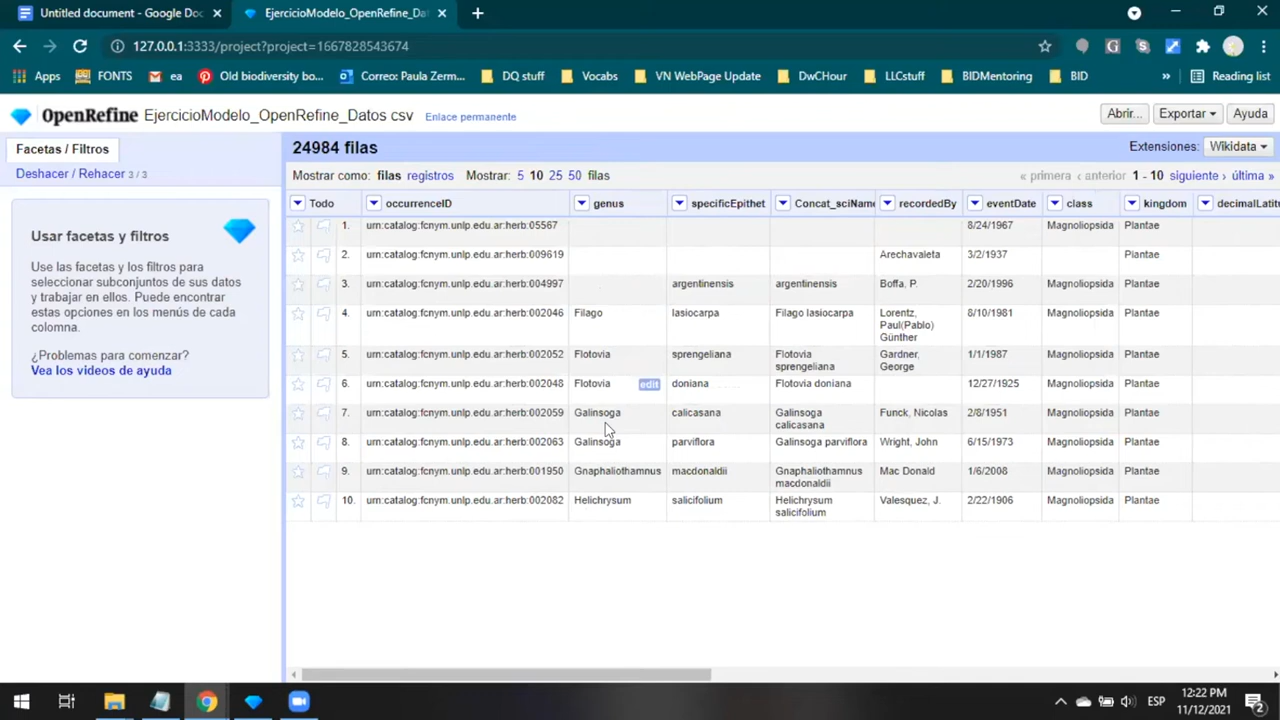 Untitled document - Google Doc
EjercicioModelo_OpenRefine_Dat
127.0.0.1:3333/project?project=1667828543674
Apps FONTS ea Old biodiversity bo... Correo: Paula Zerm... DQ stuff Vocabs VN WebPage Update DwCHour LLCstuff BIDMentoring BID » Reading list
OpenRefine EjercicioModelo_OpenRefine_Datos csv Enlace permanente Abrir... Exportar Ayuda
Facetas / Filtros
Deshacer / Rehacer 3 / 3
Usar facetas y filtros
Use las facetas y los filtros para
seleccionar subconjuntos de sus datos
y trabajar en ellos. Puede encontrar
estas opciones en los menús de cada
columna.
¿Problemas para comenzar?
Vea los videos de ayuda
24984 filas Extensiones: Wikidata
Mostrar como: filas registros Mostrar: 5 10 25 50 filas « primera ‹ anterior 1 - 10 siguiente › última »
Todo occurrenceID genus specificEpithet Concat_sciName recordedBy eventDate class kingdom decimalLatitu
1. urn:catalog:fcnym.unlp.edu.ar:herb:05567 8/24/1967 Magnoliopsida Plantae
2. urn:catalog:fcnym.unlp.edu.ar:herb:009619 Arechavaleta 3/2/1937 Plantae
3. urn:catalog:fcnym.unlp.edu.ar:herb:004997 argentinensis argentinensis Boffa, P. 2/20/1996 Magnoliopsida Plantae
4. urn:catalog:fcnym.unlp.edu.ar:herb:002046 Filago lasiocarpa Filago lasiocarpa Lorentz, 8/10/1981 Magnoliopsida Plantae
Paul(Pablo)
Günther
5. urn:catalog:fcnym.unlp.edu.ar:herb:002052 Flotovia sprengeliana Flotovia Gardner, 1/1/1987 Magnoliopsida Plantae
sprengeliana George
6. urn:catalog:fcnym.unlp.edu.ar:herb:002048 Flotovia edit doniana Flotovia doniana 12/27/1925 Magnoliopsida Plantae
7. urn:catalog:fcnym.unlp.edu.ar:herb:002059 Galinsoga calicasana Galinsoga Funck, Nicolas 2/8/1951 Magnoliopsida Plantae
calicasana
8. urn:catalog:fcnym.unlp.edu.ar:herb:002063 Galinsoga parviflora Galinsoga parviflora Wright, John 6/15/1973 Magnoliopsida Plantae
9. urn:catalog:fcnym.unlp.edu.ar:herb:001950 Gnaphaliothamnus macdonaldii Gnaphaliothamnus Mac Donald 1/6/2008 Magnoliopsida Plantae
macdonaldii
10. urn:catalog:fcnym.unlp.edu.ar:herb:002082 Helichrysum salicifolium Helichrysum Valesquez, J. 2/22/1906 Magnoliopsida Plantae
salicifolium
ESP 12:22 PM
11/12/2021 2